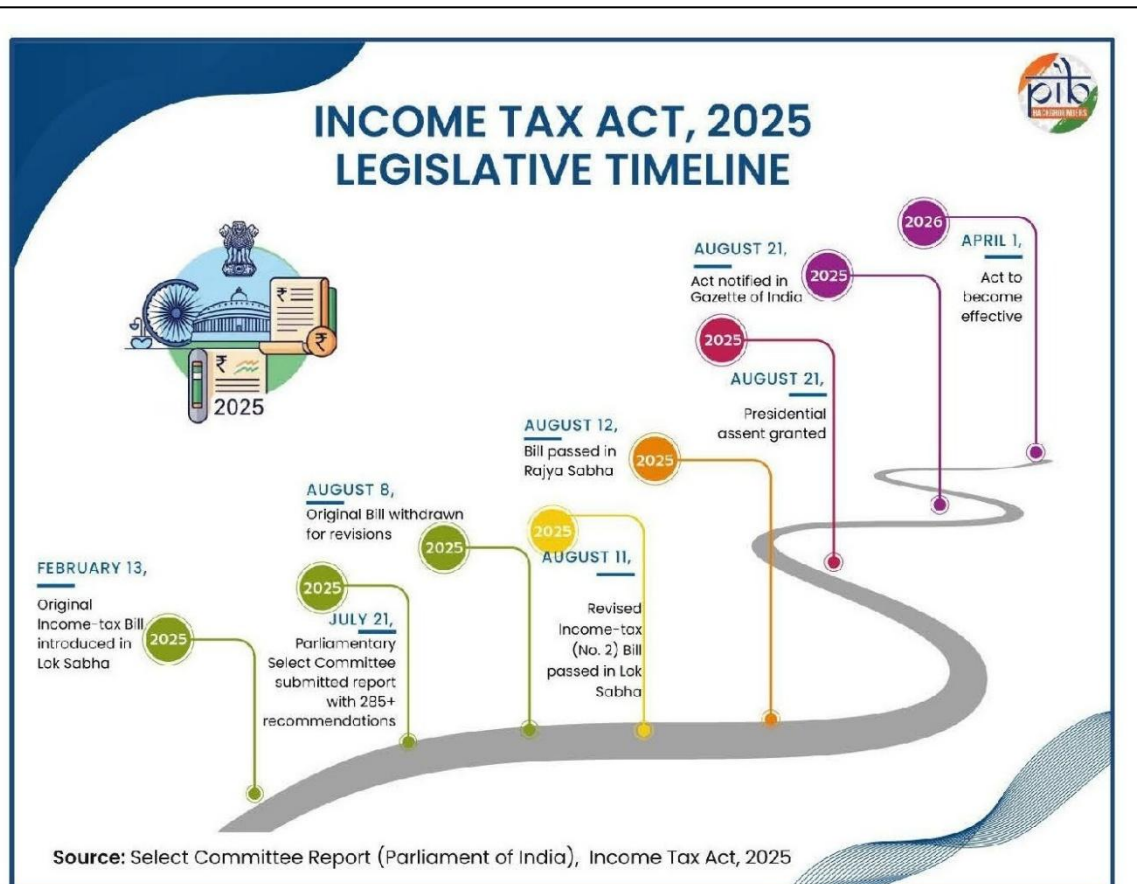 pib
INCOME TAX ACT, 2025
LEGISLATIVE TIMELINE
2025
FEBRUARY 13,
2025
Original
Income-tax Bill
introduced in
Lok Sabha
2025
JULY 21,
Parliamentary
Select Committee
submitted report
with 285+
recommendations
AUGUST 8,
2025
Original Bill withdrawn
for revisions
2025
AUGUST 11,
Revised
Income-tax
(No. 2) Bill
passed in Lok
Sabha
AUGUST 12,
2025
Bill passed in
Rajya Sabha
2025
AUGUST 21,
Presidential
assent granted
AUGUST 21,
2025
Act notified in
Gazette of India
2026
APRIL 1,
Act to
become
effective
Source: Select Committee Report (Parliament of India), Income Tax Act, 2025